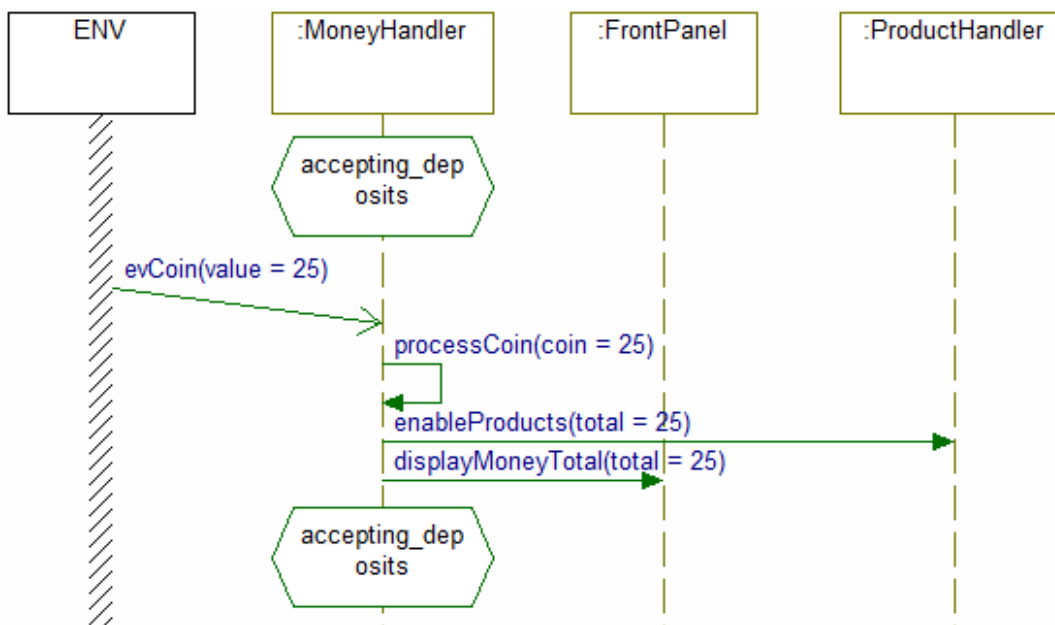 ENV
:MoneyHandler
:FrontPanel
:ProductHandler
accepting_dep
osits
evCoin(value = 25)
processCoin(coin = 25)
enableProducts(total = 25)
displayMoneyTotal(total = 25)
accepting_dep
osits